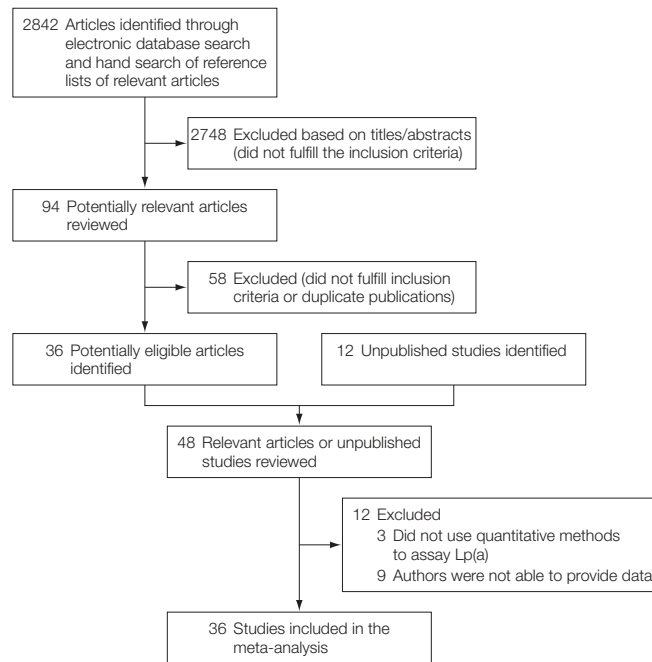 2842 Articles identified through
electronic database search
and hand search of reference
lists of relevant articles
2748 Excluded based on titles/abstracts
(did not fulfill the inclusion criteria)
94 Potentially relevant articles
reviewed
58 Excluded (did not fulfill inclusion
criteria or duplicate publications)
36 Potentially eligible articles
identified
12 Unpublished studies identified
48 Relevant articles or unpublished
studies reviewed
12 Excluded
3 Did not use quantitative methods
to assay Lp(a)
9 Authors were not able to provide data
36 Studies included in the
meta-analysis